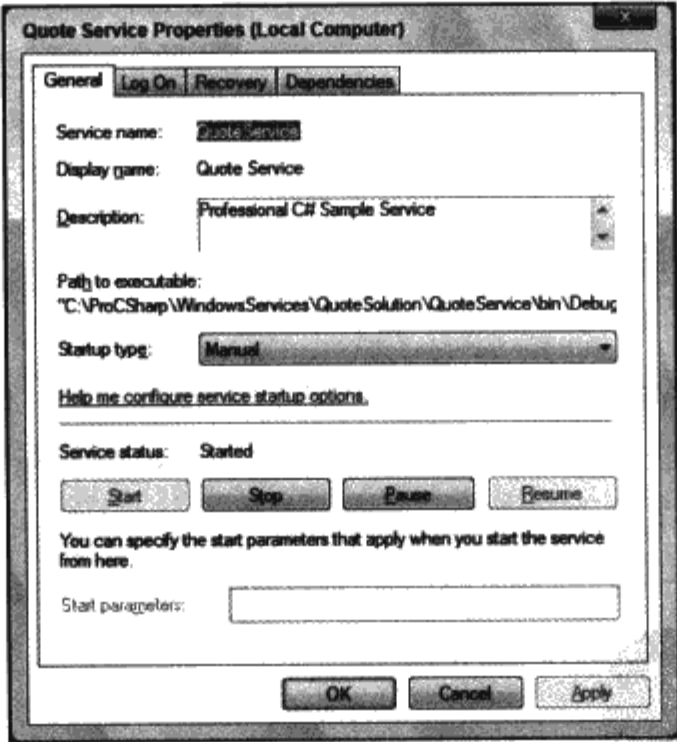 Quote Service Properties (Local Computer)
General Log On Recovery Dependencies
Service name: QuoteService
Display name: Quote Service
Description: Professional C# Sample Service
Path to executable:
"C:\ProCSharp\WindowsServices\QuoteSolution\QuoteService\bin\Debug
Startup type: Manual
Help me configure service startup options.
Service status: Started
Start Stop Pause Resume
You can specify the start parameters that apply when you start the service
from here.
Start parameters:
OK Cancel Apply